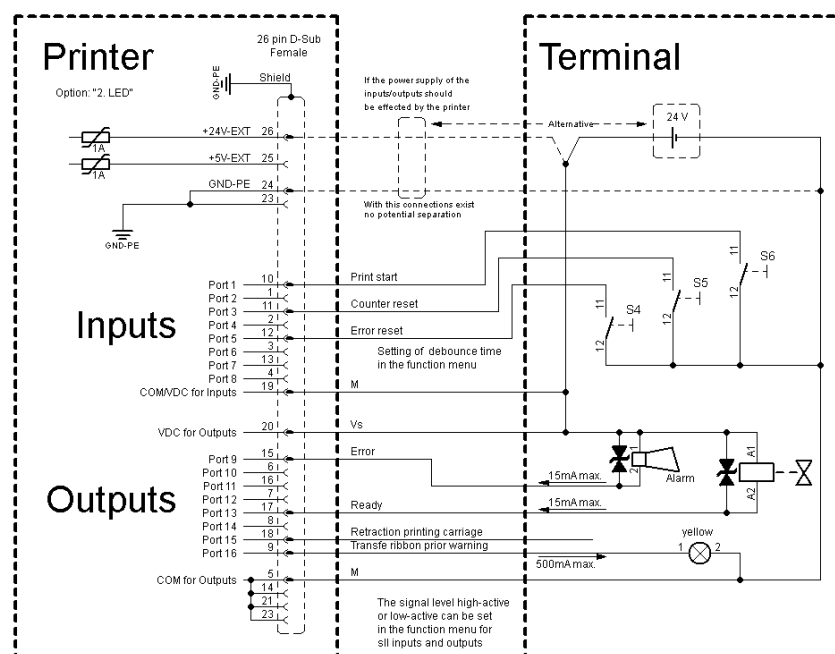 Printer
Terminal
26 pin D-Sub
Female
Shield
GND-PE
Option: "2. LED"
If the power supply of the
inputs/outputs should
be effected by the printer
Alternative
24 V
+24V-EXT 26
1A
+5V-EXT 25
1A
GND-PE 24
23
GND-PE
With this connections exist
no potential separation
Inputs
Port 1 10 Print start
Port 2 1
Port 3 11 Counter reset
Port 4 2
Port 5 12 Error reset
Port 6 3
Port 7 13
Port 8 4
COM/VDC for Inputs 19 M
Setting of debounce time
in the function menu
11 12 S4
11 12 S5
11 12 S6
VDC for Outputs 20 Vs
Outputs
Port 9 15 Error
Port 10 6
Port 11 16
Port 12 7
Port 13 17 Ready
Port 14 8
Port 15 18 Retraction printing carriage
Port 16 9 Transfe ribbon prior warning
COM for Outputs 5 M
14
21
23
15mA max.
15mA max.
500mA max.
1
2
Alarm
A1
A2
yellow
1 2
The signal level high-active
or low-active can be set
in the function menu for
sll inputs and outputs